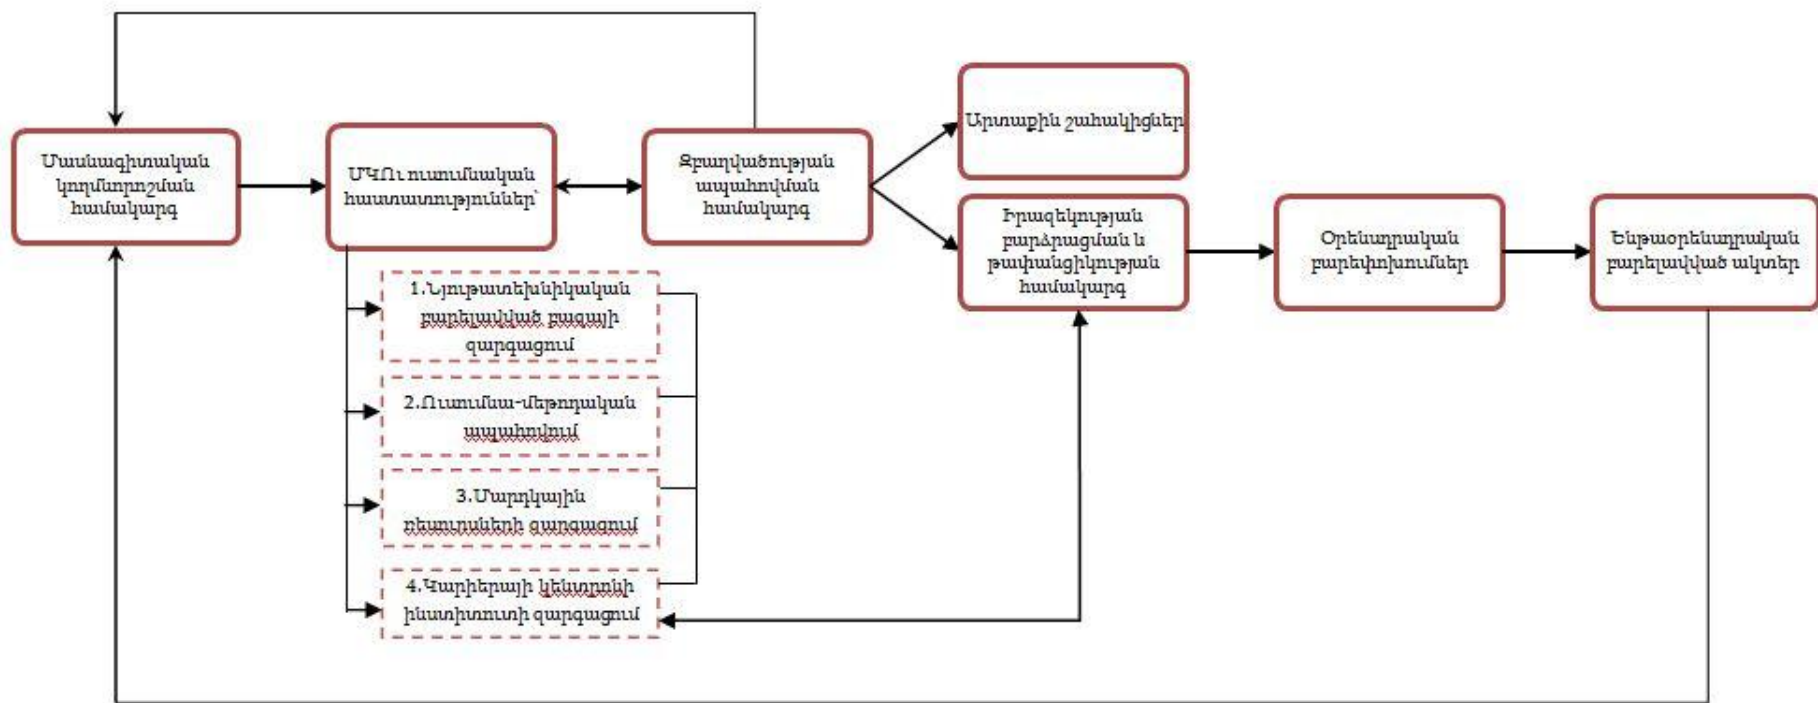 Արտաքին շահակիցներ
Մասնագիտական
կողմնորոշման
համակարգ
ՄԿՈւ ուսումնական
հաստատություններ՝
Զբաղվածության
ապահովման
համակարգ
Իրազեկության
բարձրացման և
թափանցիկության
համակարգ
Օրենսդրական
բարեփոխումներ
Ենթաօրենսդրական
բարելավված ակտեր
1.Նյութատեխնիկական
բարելավված բազայի
զարգացում
2.Ուսումնա-մեթոդական
ապահովում
3.Մարդկային
ռեսուրսների զարգացում
4.Կարիերայի կենտրոնի
ինստիտուտի զարգացում